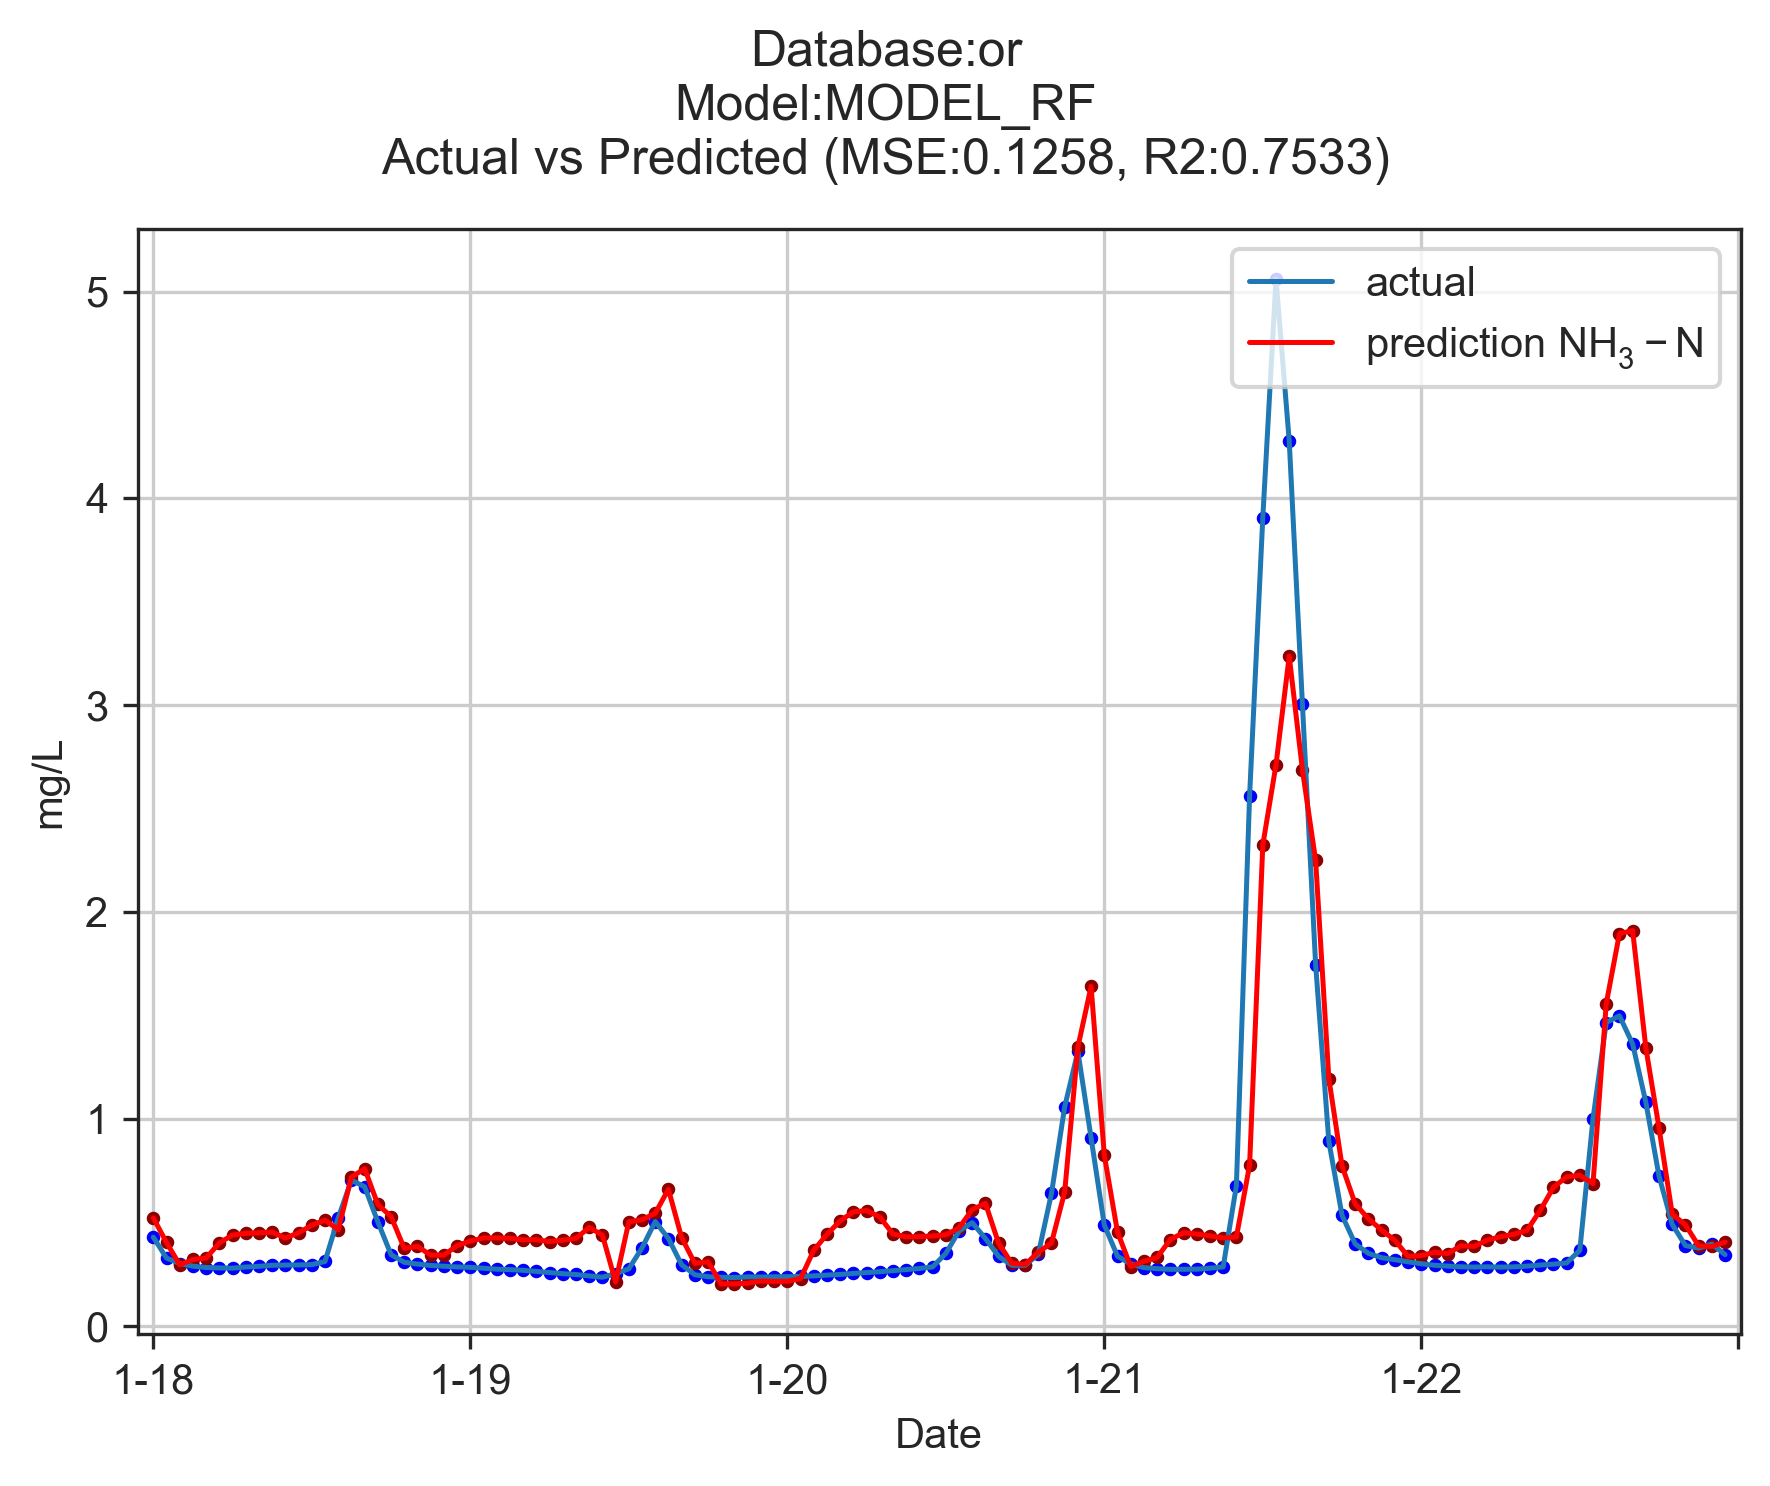 Database:or
Model:MODEL_RF
Actual vs Predicted (MSE:0.1258, R2:0.7533)
actual
prediction NH₃ − N
5
4
3
2
1
0
mg/L
1-18 1-19 1-20 1-21 1-22
Date